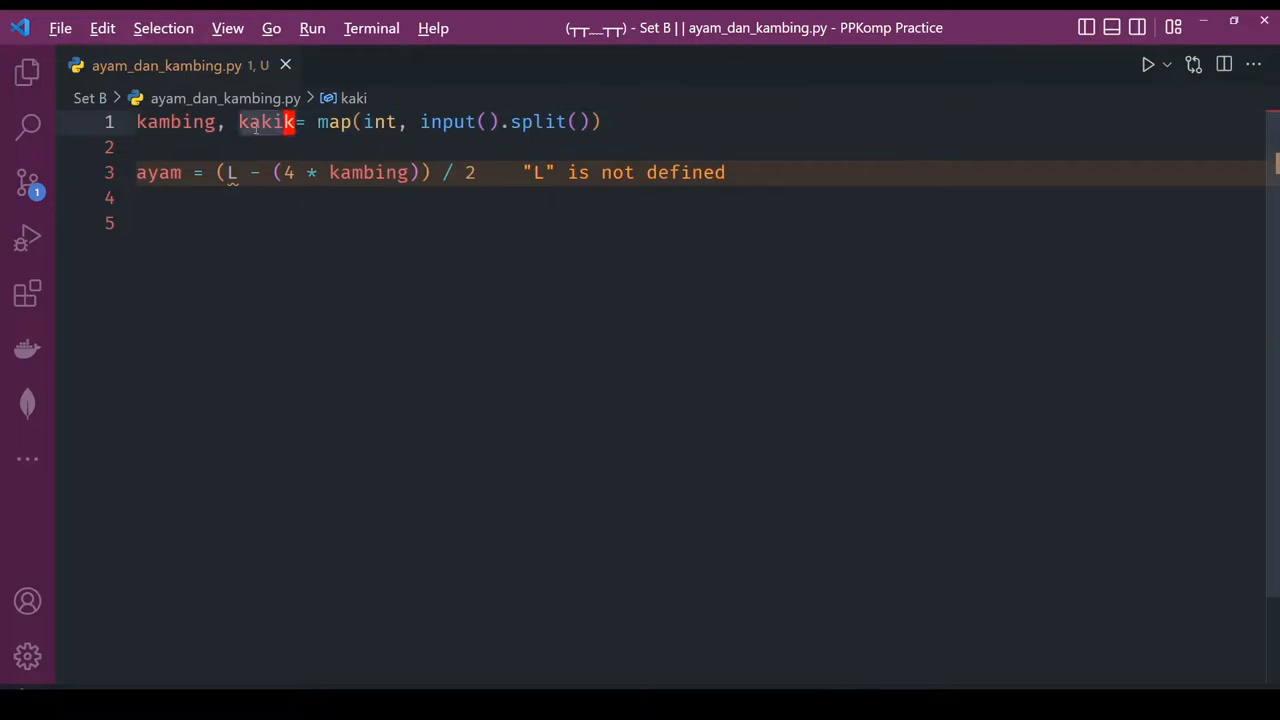 File Edit Selection View Go Run Terminal Help (┬┬﹏┬┬) - Set B || ayam_dan_kambing.py - PPKomp Practice
ayam_dan_kambing.py 1, U
Set B > ayam_dan_kambing.py > kaki
1 kambing, kakik= map(int, input().split())
2
3 ayam = (L - (4 * kambing)) / 2 "L" is not defined
4
5
1